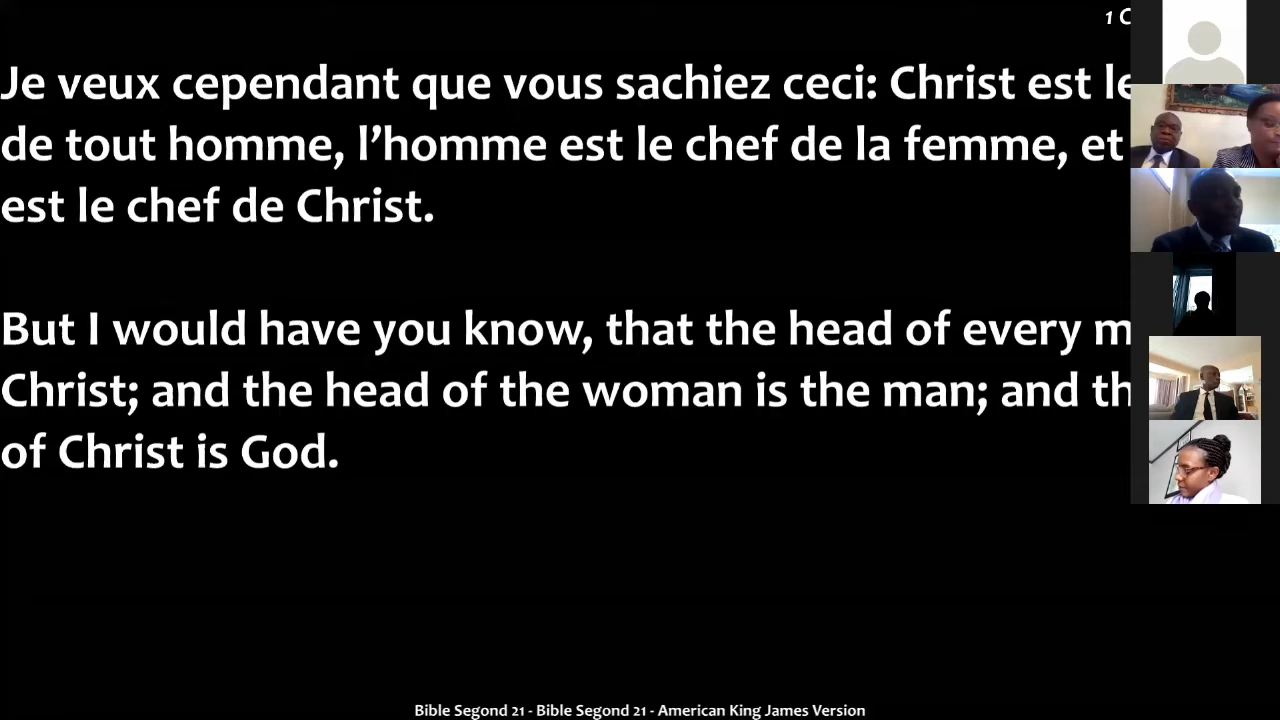 1 C
Je veux cependant que vous sachiez ceci: Christ est le
de tout homme, l’homme est le chef de la femme, et
est le chef de Christ.
But I would have you know, that the head of every m
Christ; and the head of the woman is the man; and th
of Christ is God.
Bible Segond 21 - Bible Segond 21 - American King James Version